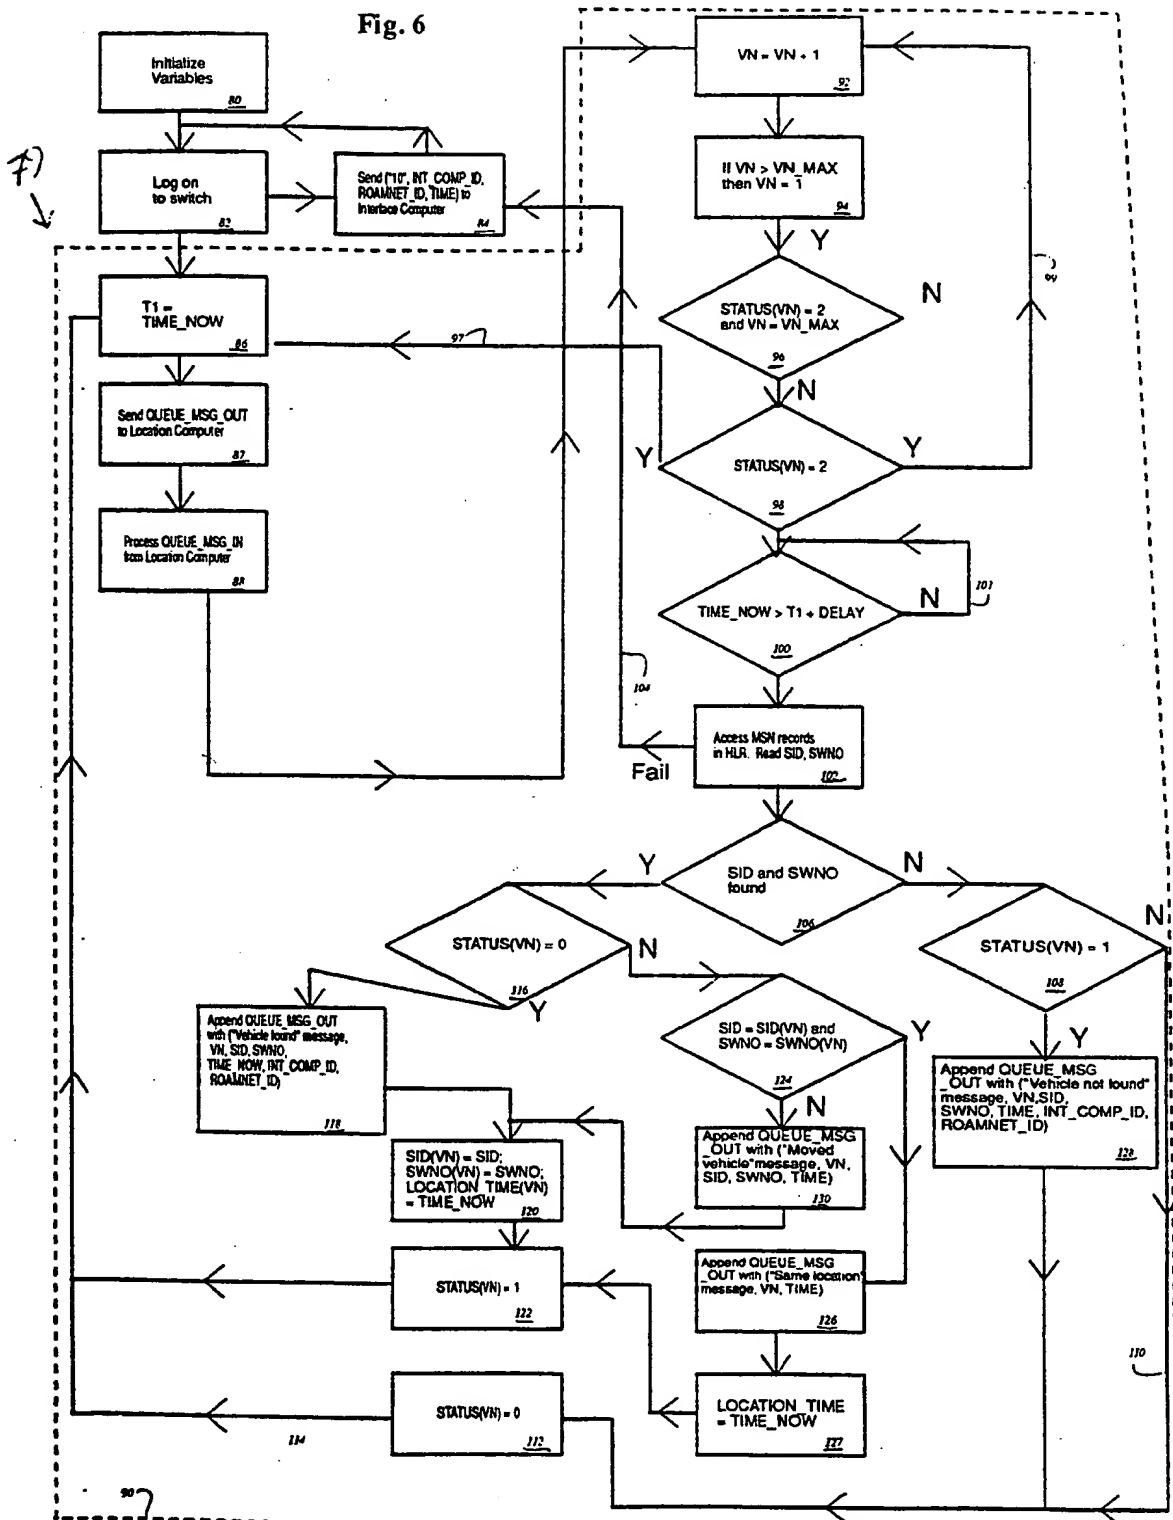 Fig. 6
Initialize
Variables
80
Log on
to switch
82
Send ("10", INT_COMP_ID,
ROAMNET_ID, TIME) to
Interface Computer
84
T1 =
TIME_NOW
86
Send QUEUE_MSG_OUT
to Location Computer
87
Process QUEUE_MSG_IN
from Location Computer
88
VN = VN + 1
92
If VN > VN_MAX
then VN = 1
94
Y
STATUS(VN) = 2
and VN = VN_MAX
96
N
N
97
99
Y
STATUS(VN) = 2
98
Y
TIME_NOW > T1 + DELAY
100
N
101
104
Access MSN records
in HLR. Read SID, SWNO
102
Fail
Y
SID and SWNO
found
106
N
STATUS(VN) = 0
116
N
Y
STATUS(VN) = 1
108
N
Y
Append QUEUE_MSG_OUT
with ("Vehicle found" message,
VN, SID, SWNO,
TIME_NOW, INT_COMP_ID,
ROAMNET_ID)
118
SID = SID(VN) and
SWNO = SWNO(VN)
124
Y
N
Append QUEUE_MSG
_OUT with ("Vehicle not found"
message, VN,SID,
SWNO, TIME, INT_COMP_ID,
ROAMNET_ID)
128
SID(VN) = SID;
SWNO(VN) = SWNO;
LOCATION_TIME(VN)
= TIME_NOW
120
Append QUEUE_MSG
_OUT with ("Moved
vehicle"message, VN,
SID, SWNO, TIME)
130
STATUS(VN) = 1
122
Append QUEUE_MSG
_OUT with ("Same location"
message, VN, TIME)
126
110
STATUS(VN) = 0
112
LOCATION_TIME
= TIME_NOW
127
114
90